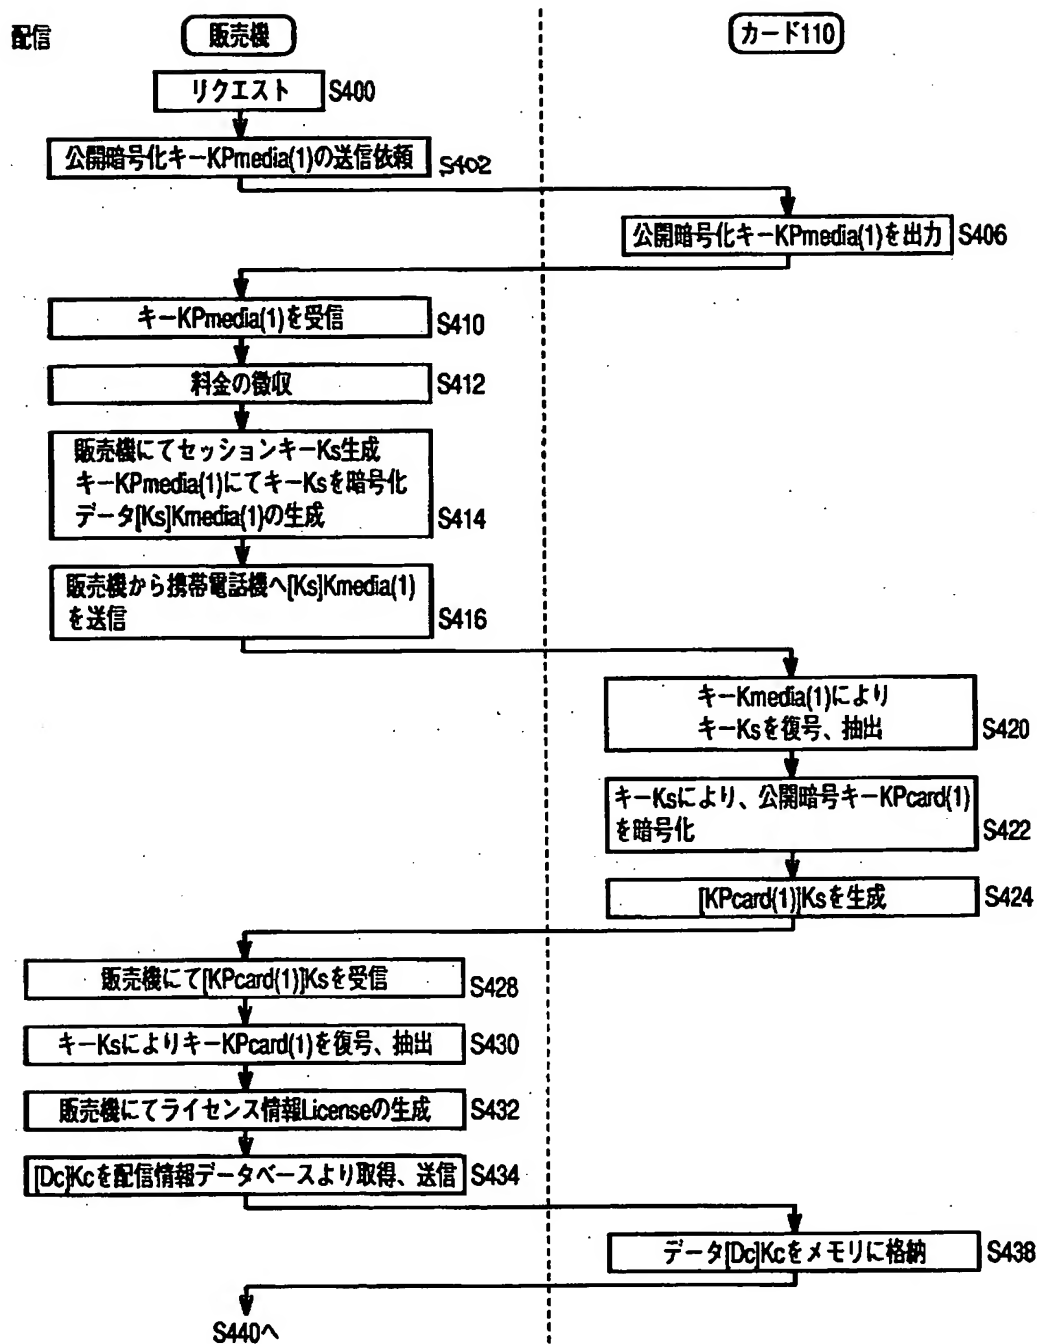 配信
販売機
カード110
リクエスト
S400
公開暗号化キーKPmedia(1)の送信依頼
S402
公開暗号化キーKPmedia(1)を出力
S406
キーKPmedia(1)を受信
S410
料金の徴収
S412
販売機にてセッションキーKs生成
キーKPmedia(1)にてキーKsを暗号化
データ[Ks]Kmedia(1)の生成
S414
販売機から携帯電話機へ[Ks]Kmedia(1)
を送信
S416
キーKmedia(1)により
キーKsを復号、抽出
S420
キーKsにより、公開暗号キーKPcard(1)
を暗号化
S422
[KPcard(1)]Ksを生成
S424
販売機にて[KPcard(1)]Ksを受信
S428
キーKsによりキーKPcard(1)を復号、抽出
S430
販売機にてライセンス情報Licenseの生成
S432
[Dc]Kcを配信情報データベースより取得、送信
S434
データ[Dc]Kcをメモリに格納
S438
S440へ